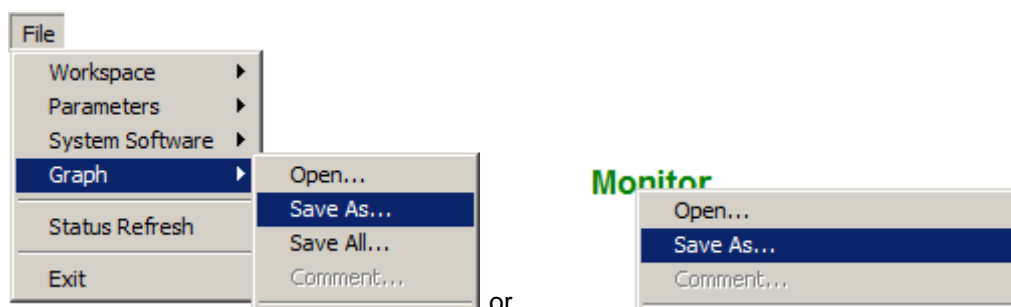 File
Workspace
Parameters
System Software
Graph
Status Refresh
Exit
Open...
Save As...
Save All...
Comment...
or
Monitor
Open...
Save As...
Comment...